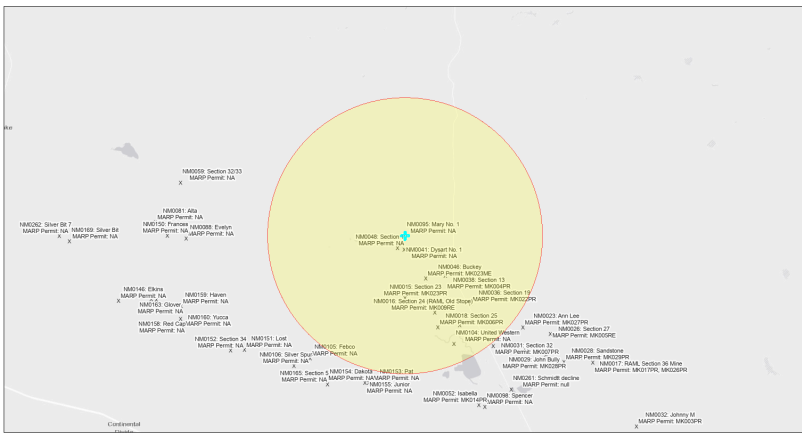 ke
NM0059: Section 32/33
MARP Permit: NA
NM0081: Alta
MARP Permit: NA
NM0150: Frances
MARP Permit: NA
NM0088: Evelyn
MARP Permit: NA
NM0262: Silver Bit 7
MARP Permit: NA
NM0169: Silver Bit
MARP Permit: NA
NM0095: Mary No. 1
MARP Permit: NA
NM0048: Section
MARP Permit: NA
NM0041: Dysart No. 1
MARP Permit: NA
NM0046: Buckey
MARP Permit: MK023ME
NM0038: Section 13
MARP Permit: MK004PR
NM0015: Section 23
MARP Permit: MK023PR
NM0036: Section 19
MARP Permit: MK022PR
NM0016: Section 24 (RAML Old Stope)
MARP Permit: MK009RE
NM0018: Section 25
MARP Permit: MK006PR
NM0146: Elkins
MARP Permit: NA
NM0159: Haven
MARP Permit: NA
NM0163: Glover
MARP Permit: NA
NM0160: Yucca
MARP Permit: NA
NM0158: Red Cap
MARP Permit: NA
NM0152: Section 34
MARP Permit: NA
NM0151: Lost
MARP Permit: NA
NM0023: Ann Lee
MARP Permit: MK027PR
NM0026: Section 27
MARP Permit: MK005RE
NM0104: United Western
MARP Permit: NA
NM0031: Section 32
MARP Permit: MK007PR
NM0105: Febco
MARP Permit: NA
NM0106: Silver Spur
MARP Permit: NA
NM0028: Sandstone
MARP Permit: MK029PR
NM0029: John Bully
MARP Permit: MK028PR
NM0017: RAML Section 36 Mine
MARP Permit: MK017PR, MK026PR
NM0165: Section 5
MARP Permit: NA
NM0154: Dakota
MARP Permit: NA
NM0153: Pat
MARP Permit: NA
NM0155: Junior
MARP Permit: NA
NM0261: Schmidtt decline
MARP Permit: null
NM0052: Isabella
MARP Permit: MK014PR
NM0098: Spencer
MARP Permit: NA
NM0032: Johnny M
MARP Permit: MK003PR
Continental
Divide